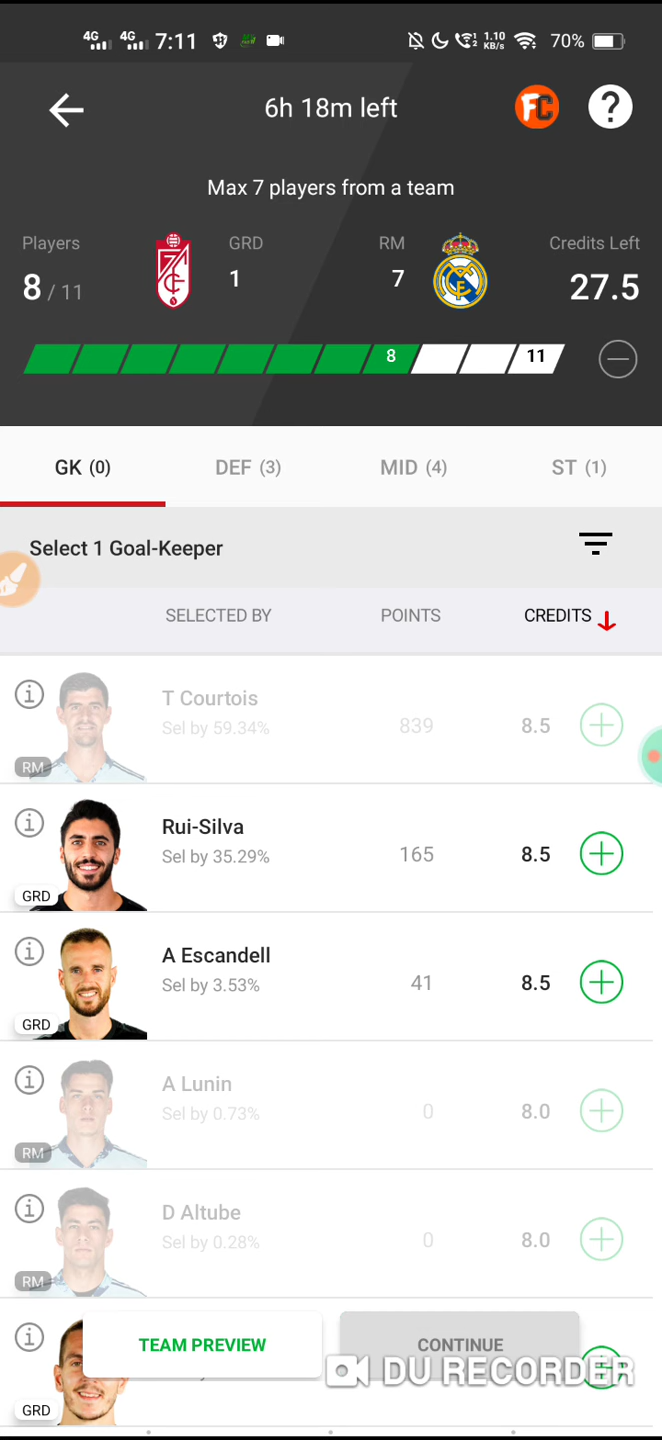 4G 4G 7:11 1.10 KB/s 70%
6h 18m left FC ?
Max 7 players from a team
Players GRD RM Credits Left
8 / 11 1 7 27.5
8 11
GK (0) DEF (3) MID (4) ST (1)
Select 1 Goal-Keeper
SELECTED BY POINTS CREDITS
T Courtois
Sel by 59.34% 839 8.5
RM
Rui-Silva
Sel by 35.29% 165 8.5
GRD
A Escandell
Sel by 3.53% 41 8.5
GRD
A Lunin
Sel by 0.73% 0 8.0
RM
D Altube
Sel by 0.28% 0 8.0
RM
TEAM PREVIEW CONTINUE
DU RECORDER
GRD